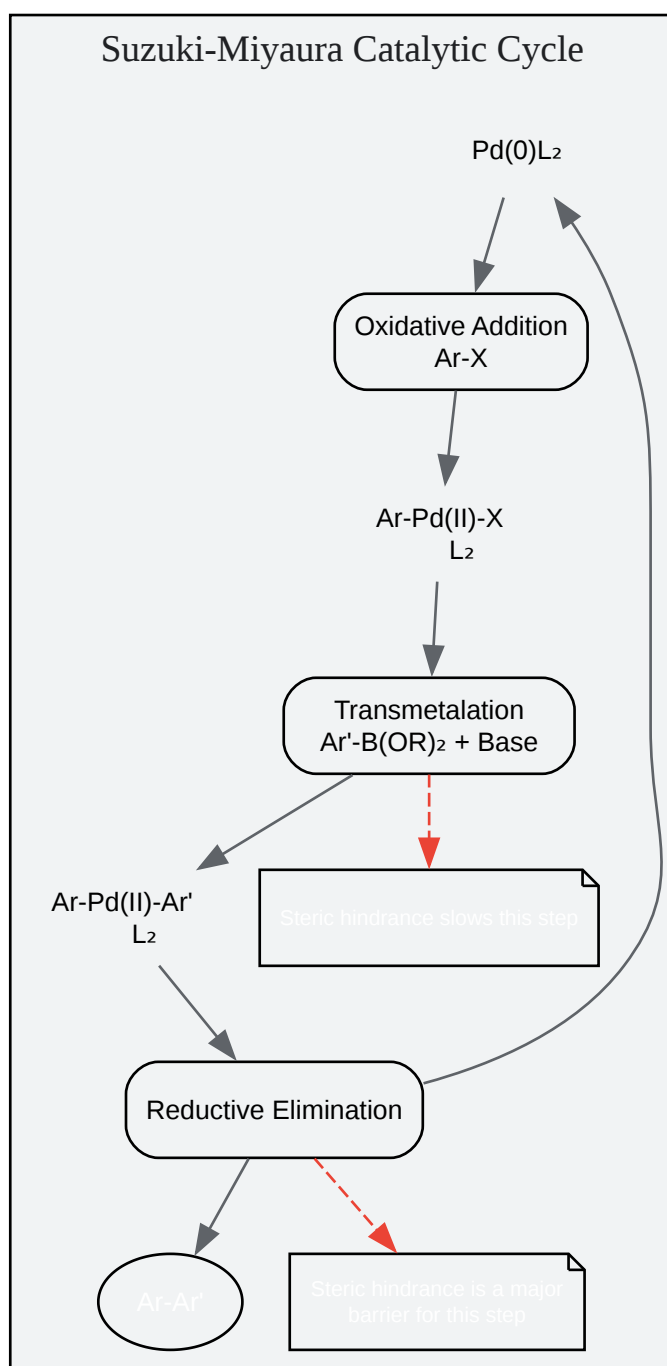 Suzuki-Miyaura Catalytic Cycle
Pd(0)L₂
Oxidative Addition
Ar-X
Ar-Pd(II)-X
L₂
Transmetalation
Ar'-B(OR)₂ + Base
Ar-Pd(II)-Ar'
L₂
Steric hindrance slows this step
Reductive Elimination
Ar-Ar'
Steric hindrance is a major
barrier for this step